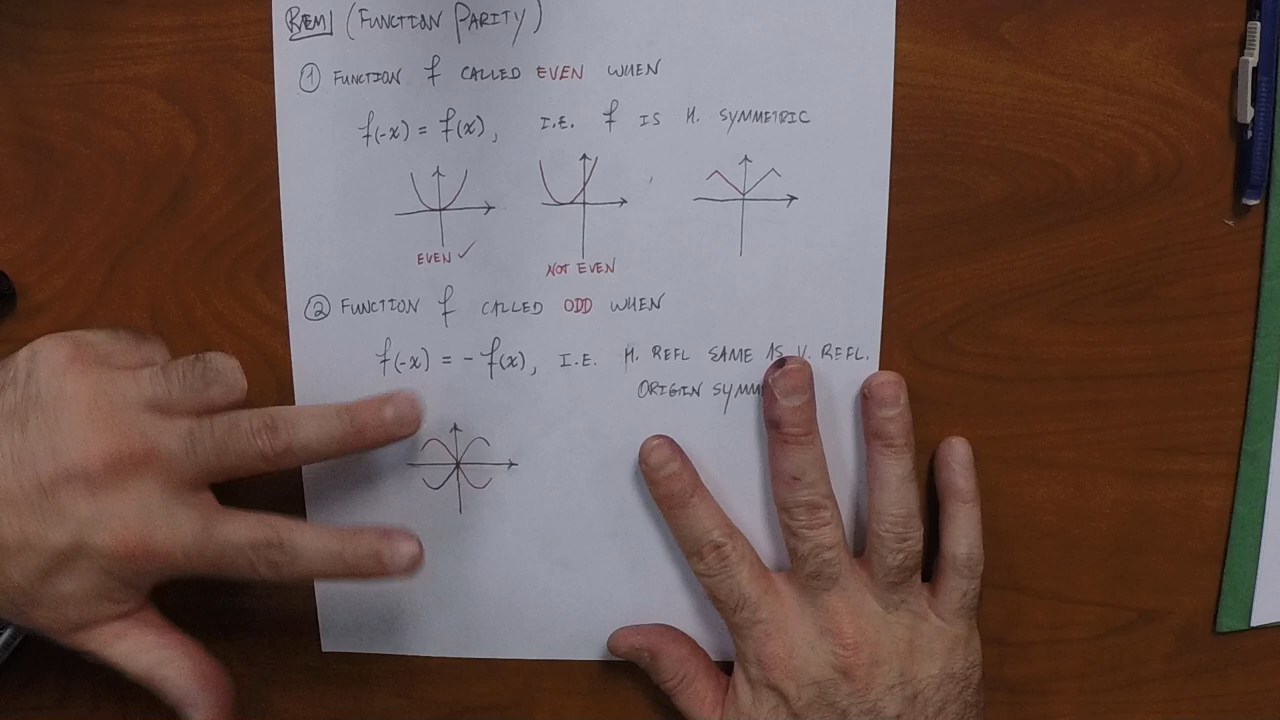 REM (FUNCTION PARITY)
① FUNCTION f CALLED EVEN WHEN
f(-x) = f(x), I.E. f IS H. SYMMETRIC
EVEN ✓
NOT EVEN
② FUNCTION f CALLED ODD WHEN
f(-x) = - f(x), I.E. H. REFL SAME AS V. REFL.
ORIGIN SYMM